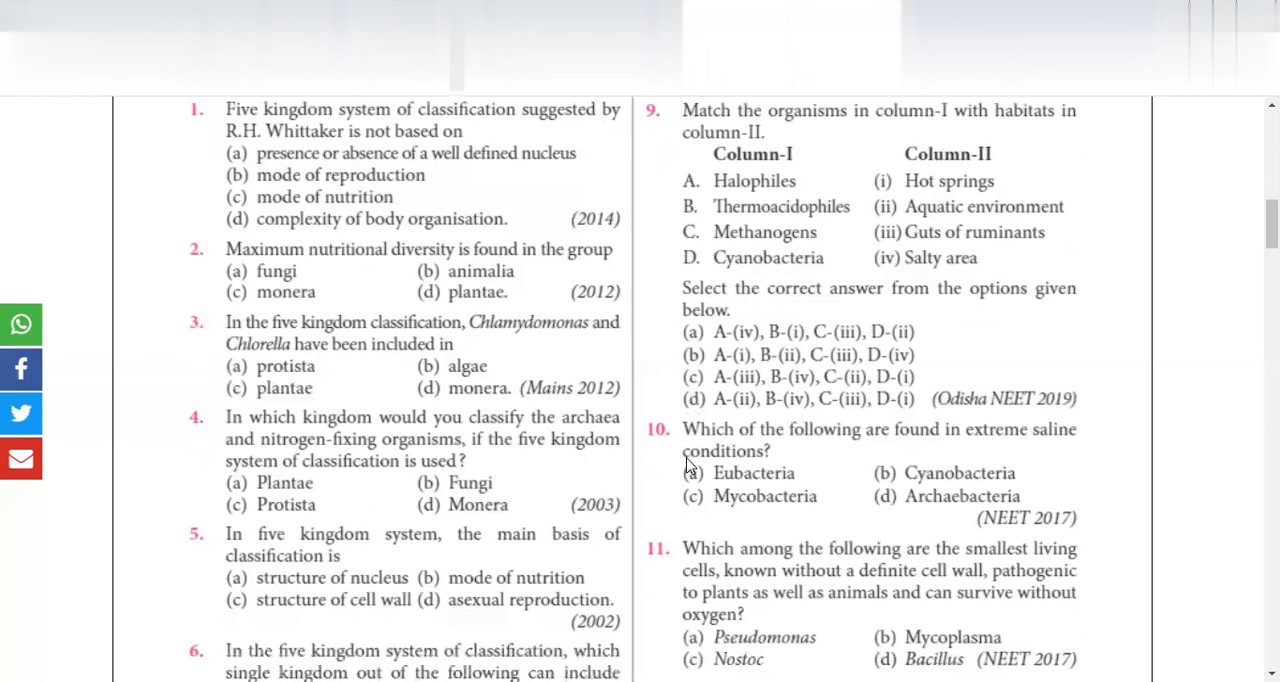 1. Five kingdom system of classification suggested by
R.H. Whittaker is not based on
(a) presence or absence of a well defined nucleus
(b) mode of reproduction
(c) mode of nutrition
(d) complexity of body organisation. (2014)
2. Maximum nutritional diversity is found in the group
(a) fungi (b) animalia
(c) monera (d) plantae. (2012)
3. In the five kingdom classification, Chlamydomonas and
Chlorella have been included in
(a) protista (b) algae
(c) plantae (d) monera. (Mains 2012)
4. In which kingdom would you classify the archaea
and nitrogen-fixing organisms, if the five kingdom
system of classification is used?
(a) Plantae (b) Fungi
(c) Protista (d) Monera (2003)
5. In five kingdom system, the main basis of
classification is
(a) structure of nucleus (b) mode of nutrition
(c) structure of cell wall (d) asexual reproduction.
(2002)
6. In the five kingdom system of classification, which
single kingdom out of the following can include
9. Match the organisms in column-I with habitats in
column-II.
Column-I Column-II
A. Halophiles (i) Hot springs
B. Thermoacidophiles (ii) Aquatic environment
C. Methanogens (iii) Guts of ruminants
D. Cyanobacteria (iv) Salty area
Select the correct answer from the options given
below.
(a) A-(iv), B-(i), C-(iii), D-(ii)
(b) A-(i), B-(ii), C-(iii), D-(iv)
(c) A-(iii), B-(iv), C-(ii), D-(i)
(d) A-(ii), B-(iv), C-(iii), D-(i) (Odisha NEET 2019)
10. Which of the following are found in extreme saline
conditions?
(a) Eubacteria (b) Cyanobacteria
(c) Mycobacteria (d) Archaebacteria
(NEET 2017)
11. Which among the following are the smallest living
cells, known without a definite cell wall, pathogenic
to plants as well as animals and can survive without
oxygen?
(a) Pseudomonas (b) Mycoplasma
(c) Nostoc (d) Bacillus (NEET 2017)